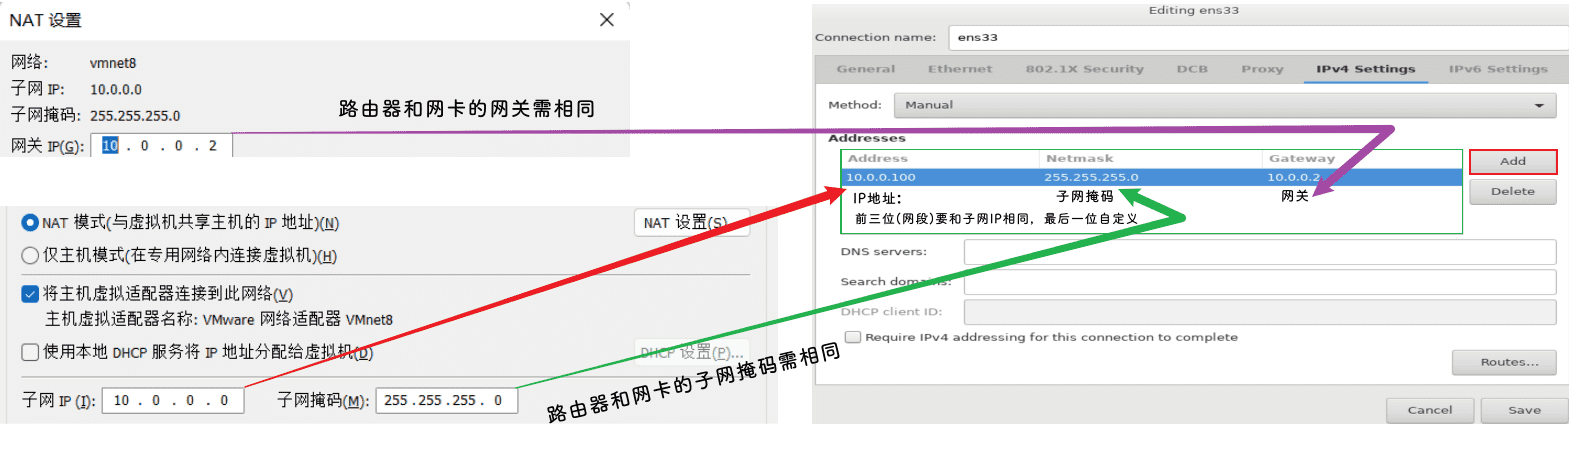 NAT 设置
网络: vmnet8
子网 IP: 10.0.0.0
子网掩码: 255.255.255.0
网关 IP(G): 10 . 0 . 0 . 2
路由器和网卡的网关需相同
NAT 模式(与虚拟机共享主机的 IP 地址)(N)
NAT 设置(S)...
仅主机模式(在专用网络内连接虚拟机)(H)
将主机虚拟适配器连接到此网络(V)
主机虚拟适配器名称: VMware 网络适配器 VMnet8
使用本地 DHCP 服务将 IP 地址分配给虚拟机(D)
DHCP 设置(P)...
子网 IP (I): 10 . 0 . 0 . 0
子网掩码(M): 255 . 255 . 255 . 0
路由器和网卡的子网掩码需相同
Editing ens33
Connection name: ens33
General Ethernet 802.1X Security DCB Proxy IPv4 Settings IPv6 Settings
Method: Manual
Addresses
Address Netmask Gateway
10.0.0.100 255.255.255.0 10.0.0.2
Add
Delete
IP地址: 子网掩码 网关
前三位(网段)要和子网IP相同，最后一位自定义
DNS servers:
Search domains:
DHCP client ID:
Require IPv4 addressing for this connection to complete
Routes...
Cancel Save